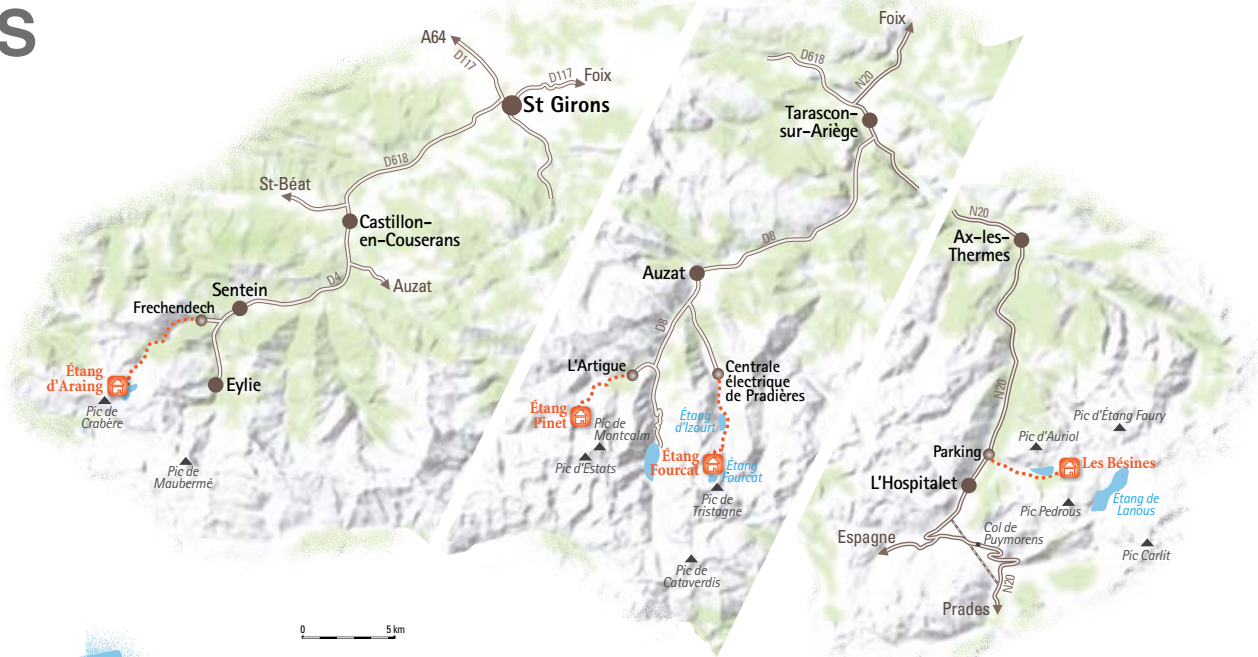 S
A64
D117
D117
Foix
St Girons
D618
St-Béat
Castillon-
en-Couserans
D4
Auzat
Sentein
Frechendech
Étang
d'Araing
Eylie
Pic de
Crabère
Pic de
Maubermé
0
5 km
Foix
D618
N20
Tarascon-
sur-Ariège
D8
Auzat
D8
L'Artigue
Centrale
électrique
de Pradières
Étang
Pinet
Pic de
Montcalm
Pic d'Estats
Étang
d'Izourt
Étang
Fourcat
Étang
Fourcat
Pic de
Tristagne
Pic de
Cataverdis
N20
Ax-les-
Thermes
N20
Pic d'Étang Faury
Pic d'Auriol
Parking
Les Bésines
L'Hospitalet
Pic Pedrous
Etang de
Lanous
Espagne
Col de
Puymorens
Pic Carlit
N20
Prades